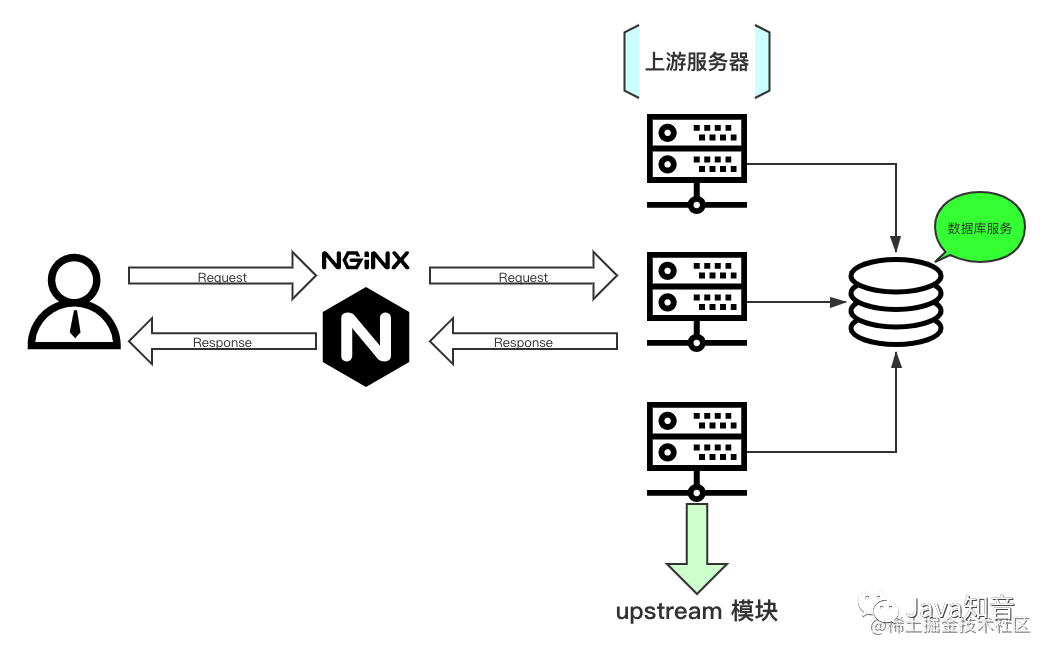 上游服务器
数据库服务
NGiNX
Request
Request
N
Response
Response
upstream 模块
Java知音
@稀土掘金技术社区